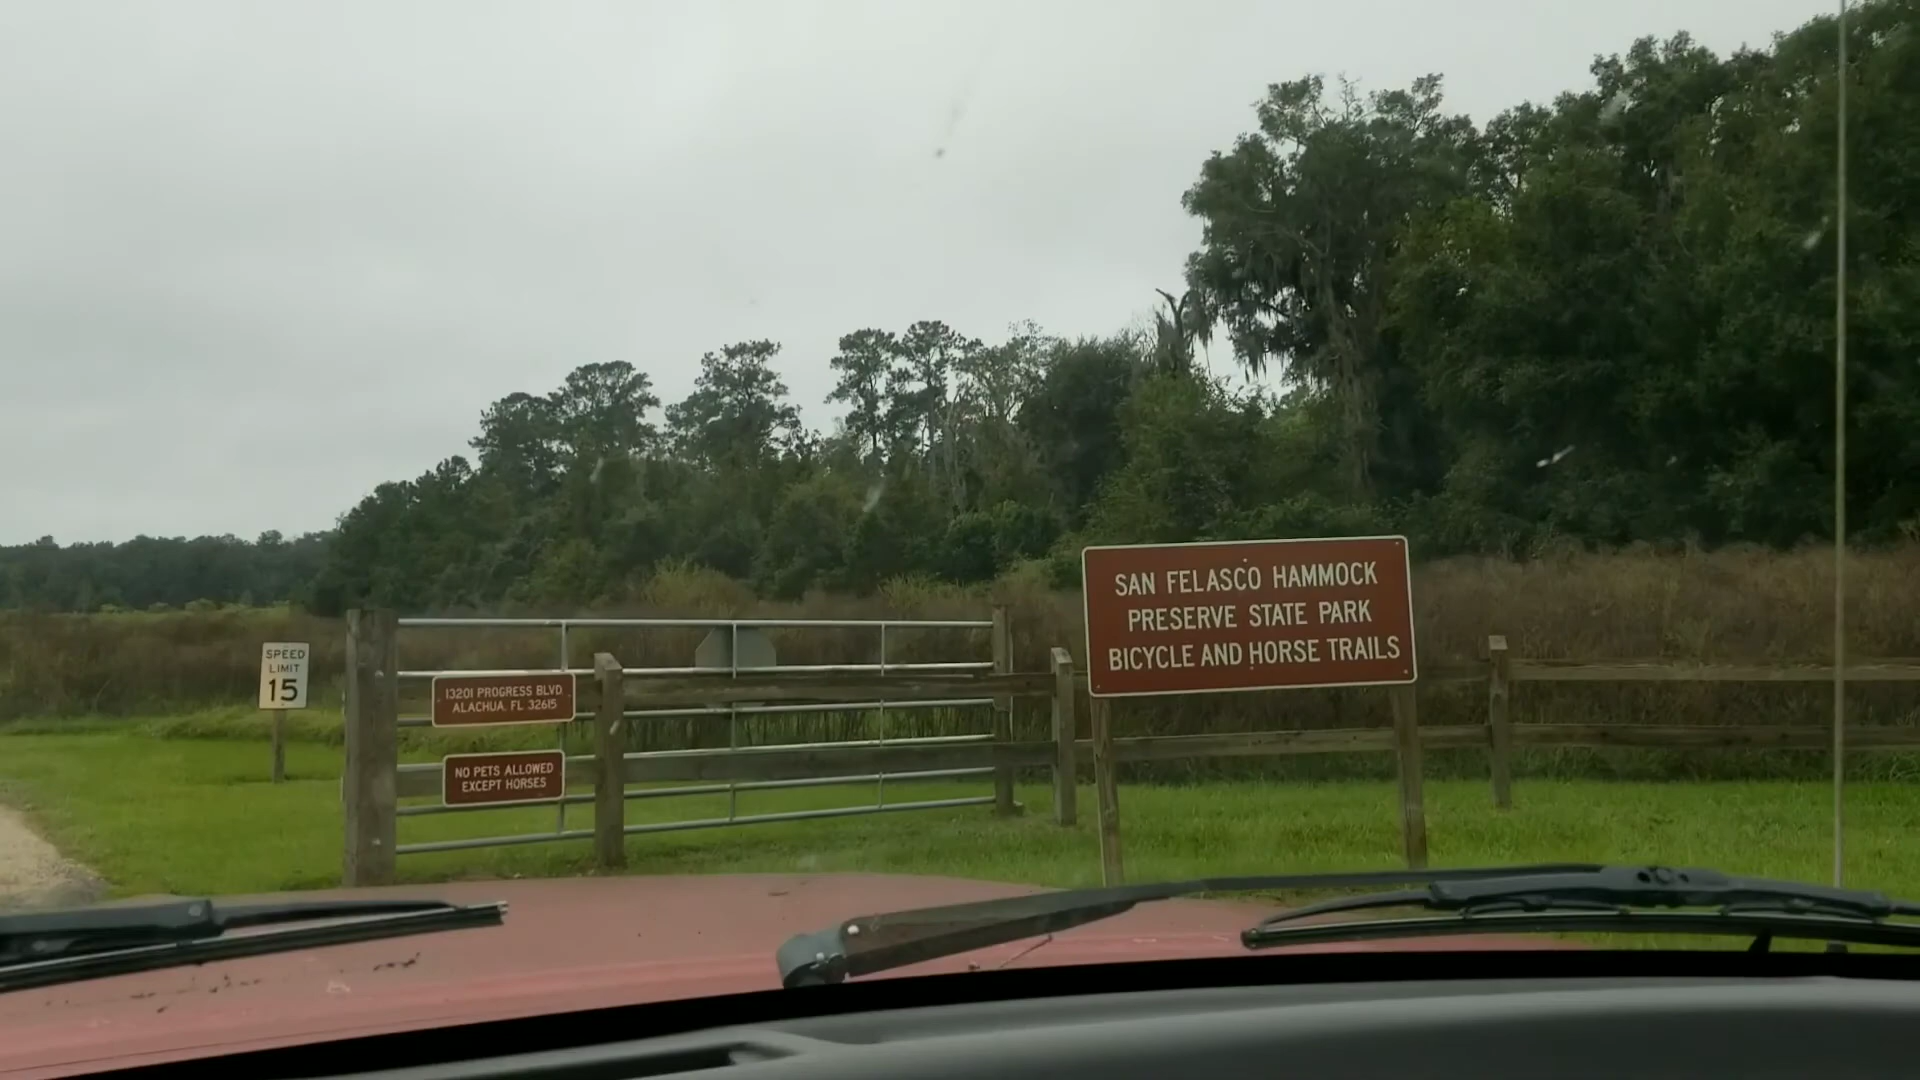 SPEED
LIMIT
15
13201 PROGRESS BLVD.
ALACHUA, FL 32615
NO PETS ALLOWED
EXCEPT HORSES
SAN FELASCO HAMMOCK
PRESERVE STATE PARK
BICYCLE AND HORSE TRAILS